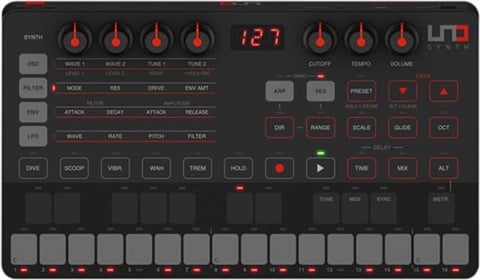 SYNTH
127
UNO
SYNTH
CUTOFF
TEMPO
VOLUME
OSC
WAVE 1 WAVE 2 TUNE 1 TUNE 2
LEVEL 1 LEVEL 2 NOISE
DEMO
DATA
FILTER
MODE RES DRIVE ENV AMT
ARP
SEQ
PRESET
HOLD > STORE
ALT > CLEAR
ENV
FILTER AMPLITUDE
ATTACK DECAY ATTACK RELEASE
DIR
RANGE
SCALE
GLIDE
OCT
LFO
WAVE RATE PITCH FILTER
DELAY
DIVE
SCOOP
VIBR.
WAH
TREM
HOLD
TIME
MIX
ALT
TUNE
MIDI
SYNC
METR.
C
C
C
1 2 3 4 5 6 7 8 9 10 11 12 13 14 15 16